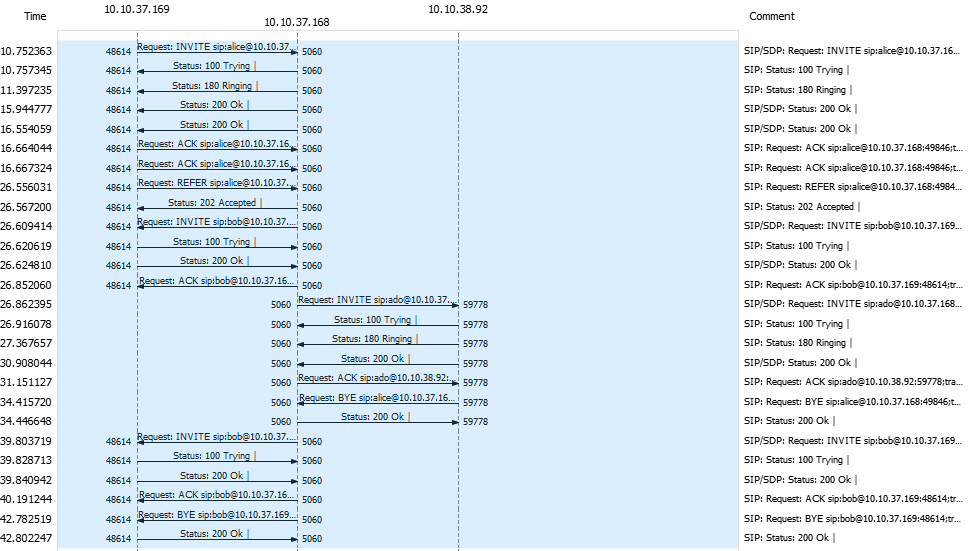 Time 10.10.37.169 10.10.37.168 10.10.38.92 Comment
10.752363 48614 Request: INVITE sip:alice@10.10.37.16... 5060 SIP/SDP: Request: INVITE sip:alice@10.10.37.16...
10.757345 48614 Status: 100 Trying | 5060 SIP: Status: 100 Trying |
11.397235 48614 Status: 180 Ringing | 5060 SIP: Status: 180 Ringing |
15.944777 48614 Status: 200 Ok | 5060 SIP/SDP: Status: 200 Ok |
16.554059 48614 Status: 200 Ok | 5060 SIP/SDP: Status: 200 Ok |
16.664044 48614 Request: ACK sip:alice@10.10.37.16... 5060 SIP: Request: ACK sip:alice@10.10.37.168:49846;t...
16.667324 48614 Request: ACK sip:alice@10.10.37.16... 5060 SIP: Request: ACK sip:alice@10.10.37.168:49846;t...
26.556031 48614 Request: REFER sip:alice@10.10.37.... 5060 SIP: Request: REFER sip:alice@10.10.37.168:4984...
26.567200 48614 Status: 202 Accepted | 5060 SIP: Status: 202 Accepted |
26.609414 48614 Request: INVITE sip:bob@10.10.37.... 5060 SIP/SDP: Request: INVITE sip:bob@10.10.37.169...
26.620619 48614 Status: 100 Trying | 5060 SIP: Status: 100 Trying |
26.624810 48614 Status: 200 Ok | 5060 SIP/SDP: Status: 200 Ok |
26.852060 48614 Request: ACK sip:bob@10.10.37.16... 5060 SIP: Request: ACK sip:bob@10.10.37.169:48614;tr...
26.862395 5060 Request: INVITE sip:ado@10.10.37.... 59778 SIP/SDP: Request: INVITE sip:ado@10.10.37.168...
26.916078 5060 Status: 100 Trying | 59778 SIP: Status: 100 Trying |
27.367657 5060 Status: 180 Ringing | 59778 SIP: Status: 180 Ringing |
30.908044 5060 Status: 200 Ok | 59778 SIP/SDP: Status: 200 Ok |
31.151127 5060 Request: ACK sip:ado@10.10.38.92:... 59778 SIP: Request: ACK sip:ado@10.10.38.92:59778;tra...
34.415720 5060 Request: BYE sip:alice@10.10.37.16... 59778 SIP: Request: BYE sip:alice@10.10.37.168:49846;t...
34.446648 5060 Status: 200 Ok | 59778 SIP: Status: 200 Ok |
39.803719 48614 Request: INVITE sip:bob@10.10.37.... 5060 SIP/SDP: Request: INVITE sip:bob@10.10.37.169...
39.828713 48614 Status: 100 Trying | 5060 SIP: Status: 100 Trying |
39.840942 48614 Status: 200 Ok | 5060 SIP/SDP: Status: 200 Ok |
40.191244 48614 Request: ACK sip:bob@10.10.37.16... 5060 SIP: Request: ACK sip:bob@10.10.37.169:48614;tr...
42.782519 48614 Request: BYE sip:bob@10.10.37.169... 5060 SIP: Request: BYE sip:bob@10.10.37.169:48614;tr...
42.802247 48614 Status: 200 Ok | 5060 SIP: Status: 200 Ok |